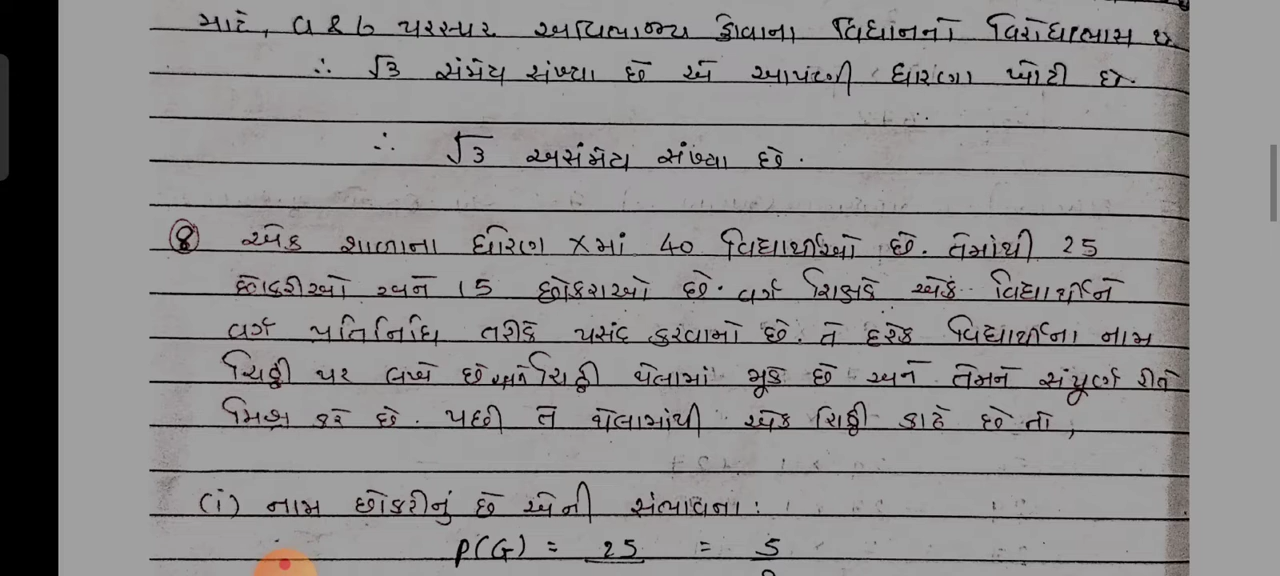 માટે, a & b પરસ્પર અવિભાજ્ય હોવાના વિધાનનો વિરોધાભાસ છે
∴ √3 સંમેય સંખ્યા છે એ આપણી ધારણા ખોટી છે.
∴ √3 અસંમેય સંખ્યા છે.
(8) એક શાળાના ધોરણ X માં 40 વિદ્યાર્થીઓ છે. તેમાંથી 25
છોકરીઓ અને 15 છોકરાઓ છે. વર્ગ શિક્ષકે એક વિદ્યાર્થીને
વર્ગ પ્રતિનિધિ તરીકે પસંદ કરવાનો છે. તે દરેક વિદ્યાર્થીના નામ
ચિઠ્ઠી પર લખે છે અને ચિઠ્ઠી થેલામાં મૂકે છે અને તેમને સંપૂર્ણ રીતે
મિશ્ર કરે છે. પછી તે થેલામાંથી એક ચિઠ્ઠી કાઢે છે તો,
(i) નામ છોકરીનું છે એની સંભાવના :
P(G) = 25 = 5